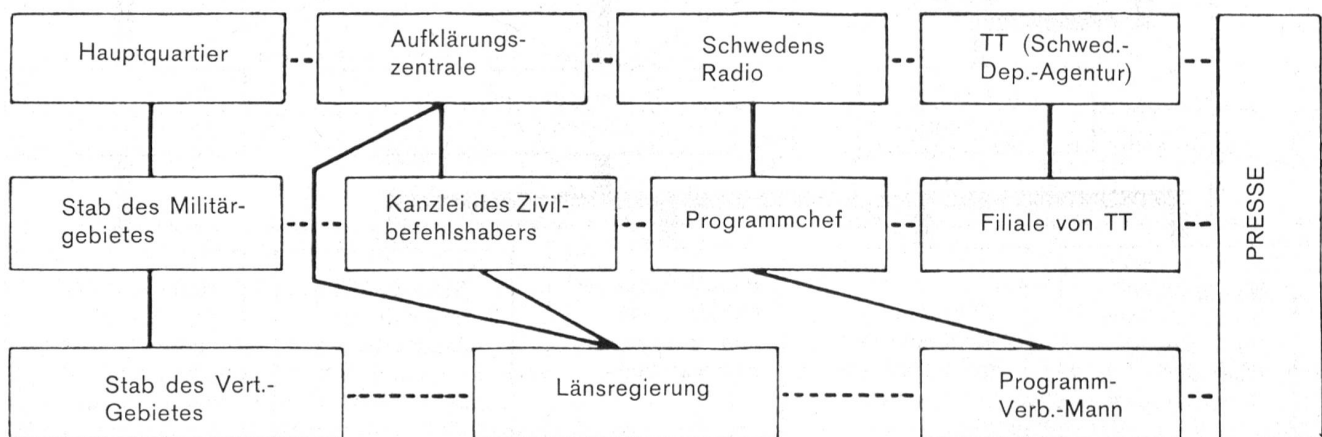 Hauptquartier
Aufklärungs-
zentrale
Schwedens
Radio
TT (Schwed.-
Dep.-Agentur)
Stab des Militär-
gebietes
Kanzlei des Zivil-
befehlshabers
Programmchef
Filiale von TT
PRESSE
Stab des Vert.-
Gebietes
Länsregierung
Programm-
Verb.-Mann